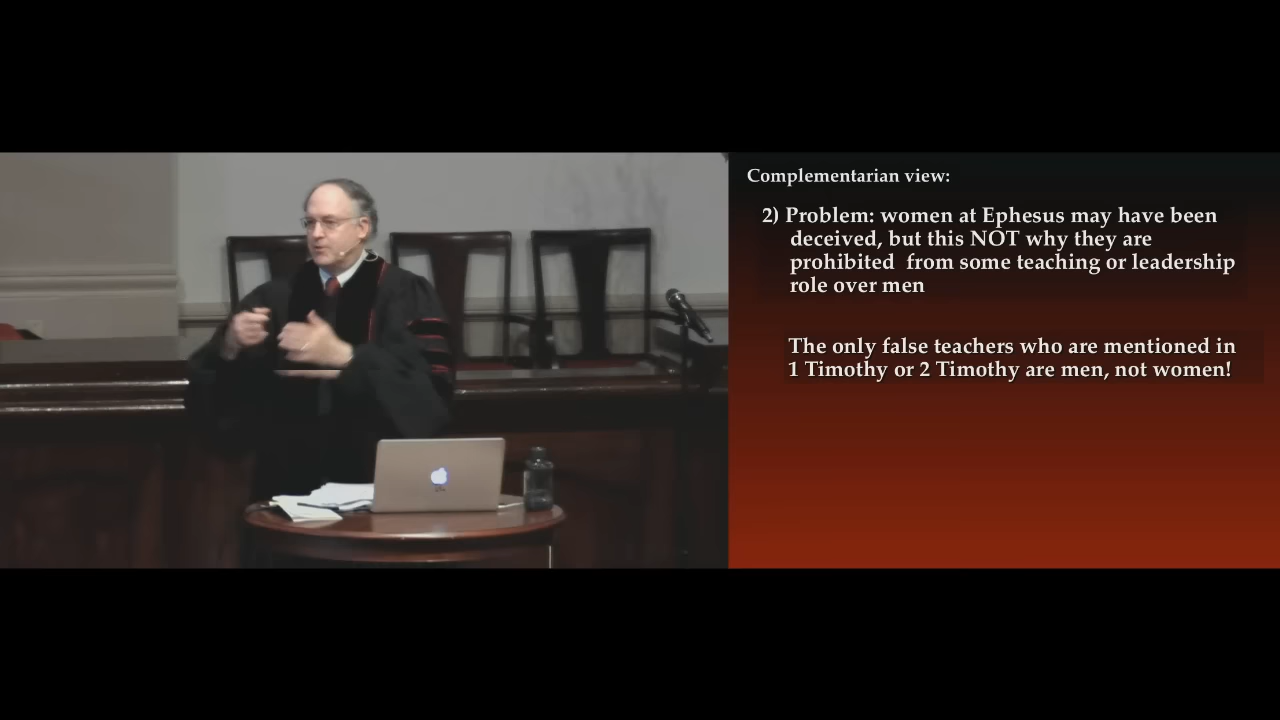 Complementarian view:
2) Problem: women at Ephesus may have been
deceived, but this NOT why they are
prohibited from some teaching or leadership
role over men
The only false teachers who are mentioned in
1 Timothy or 2 Timothy are men, not women!